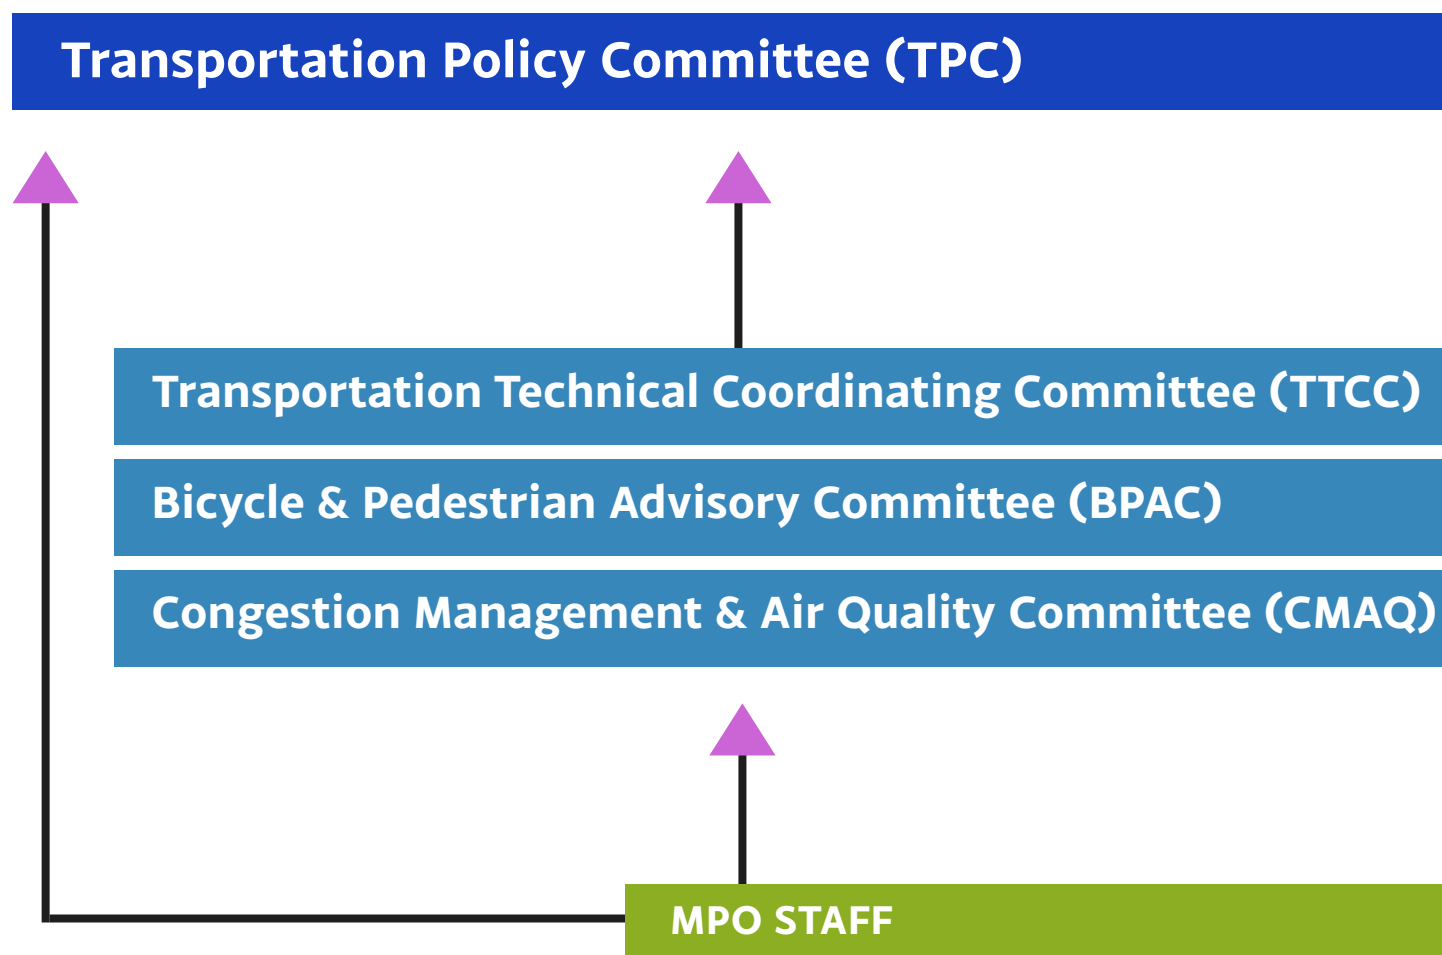 Transportation Policy Committee (TPC)
Transportation Technical Coordinating Committee (TTCC)
Bicycle & Pedestrian Advisory Committee (BPAC)
Congestion Management & Air Quality Committee (CMAQ)
MPO STAFF